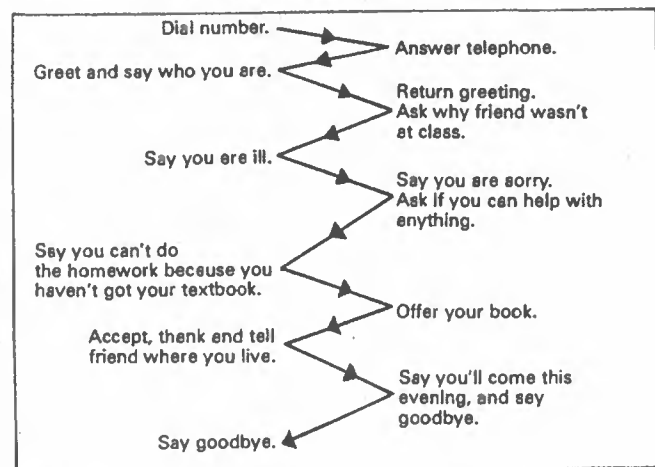 Dial number.
Answer telephone.
Greet and say who you are.
Return greeting.
Ask why friend wasn't
at class.
Say you are ill.
Say you are sorry.
Ask if you can help with
anything.
Say you can't do
the homework because you
haven't got your textbook.
Offer your book.
Accept, thank and tell
friend where you live.
Say you'll come this
evening, and say
goodbye.
Say goodbye.